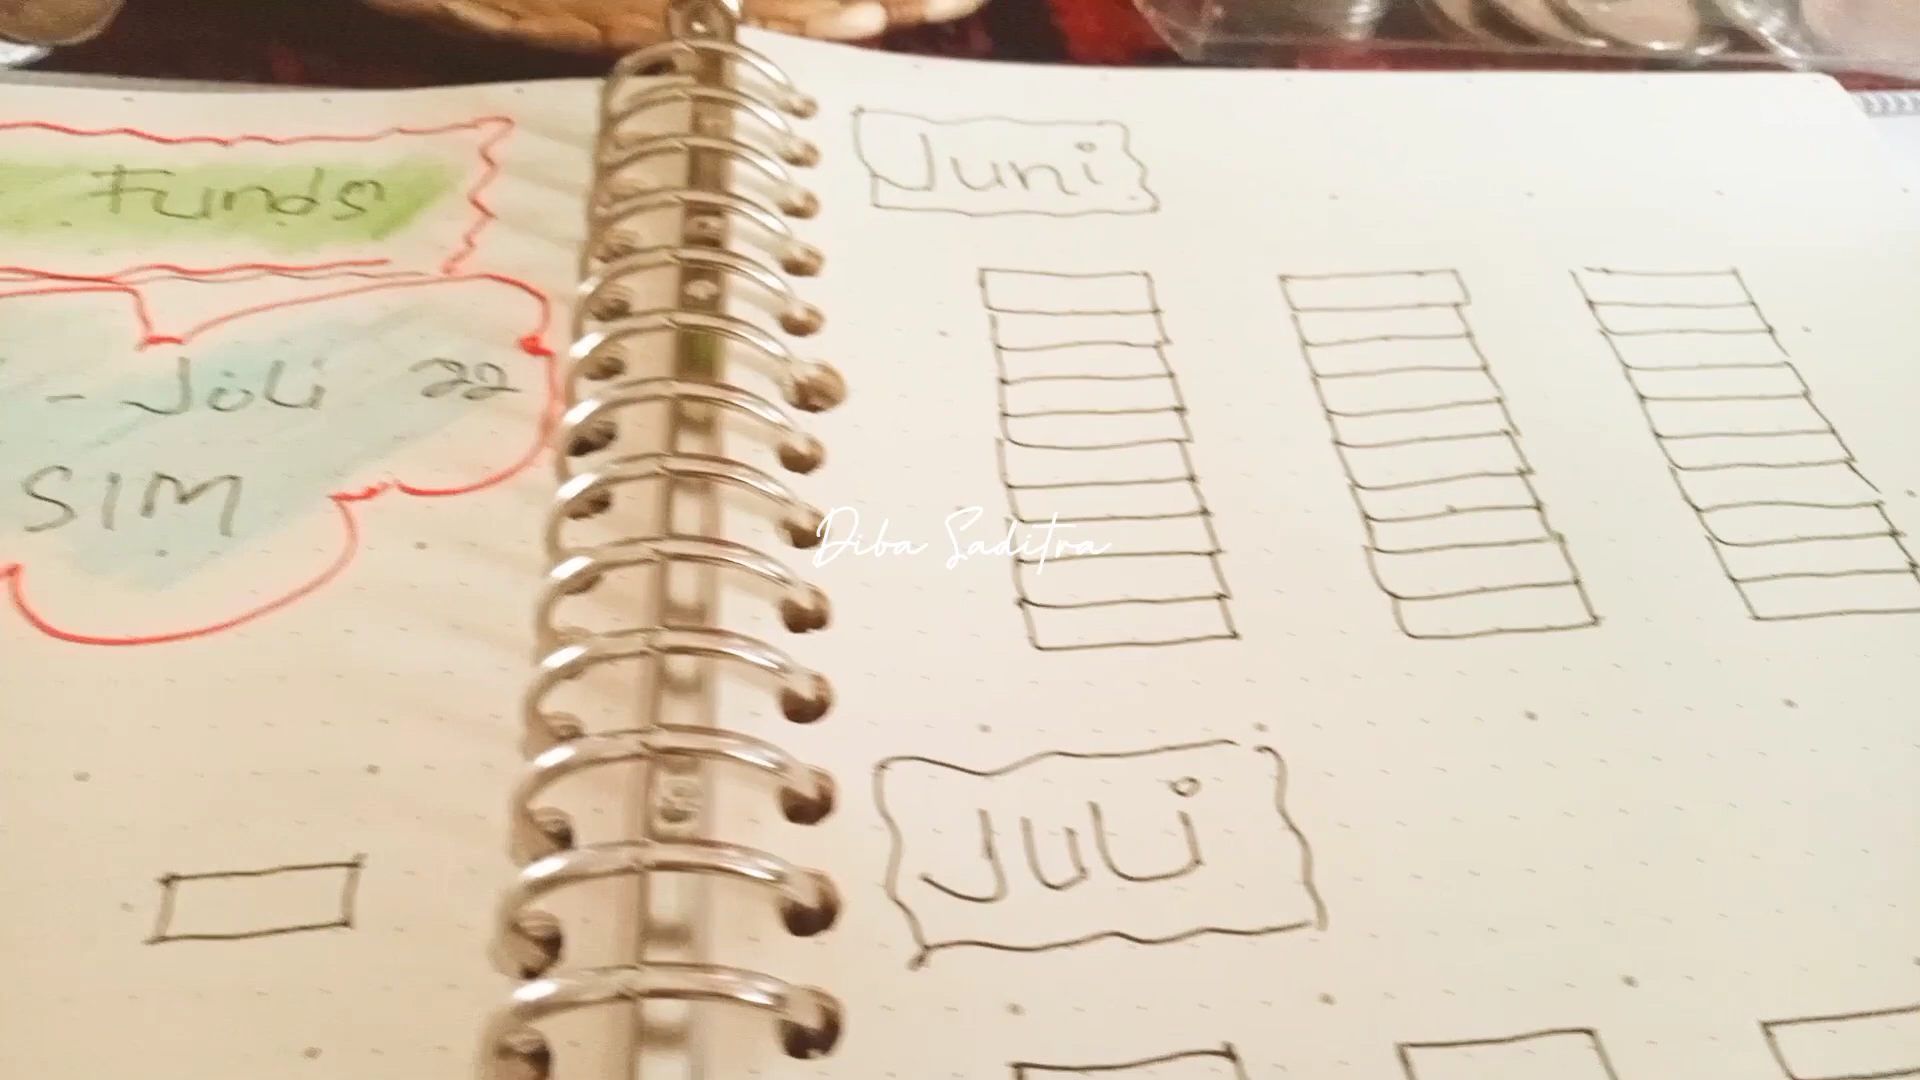 Funds
- Juli 22
SIM
Juni
Diba Saditra
Juli